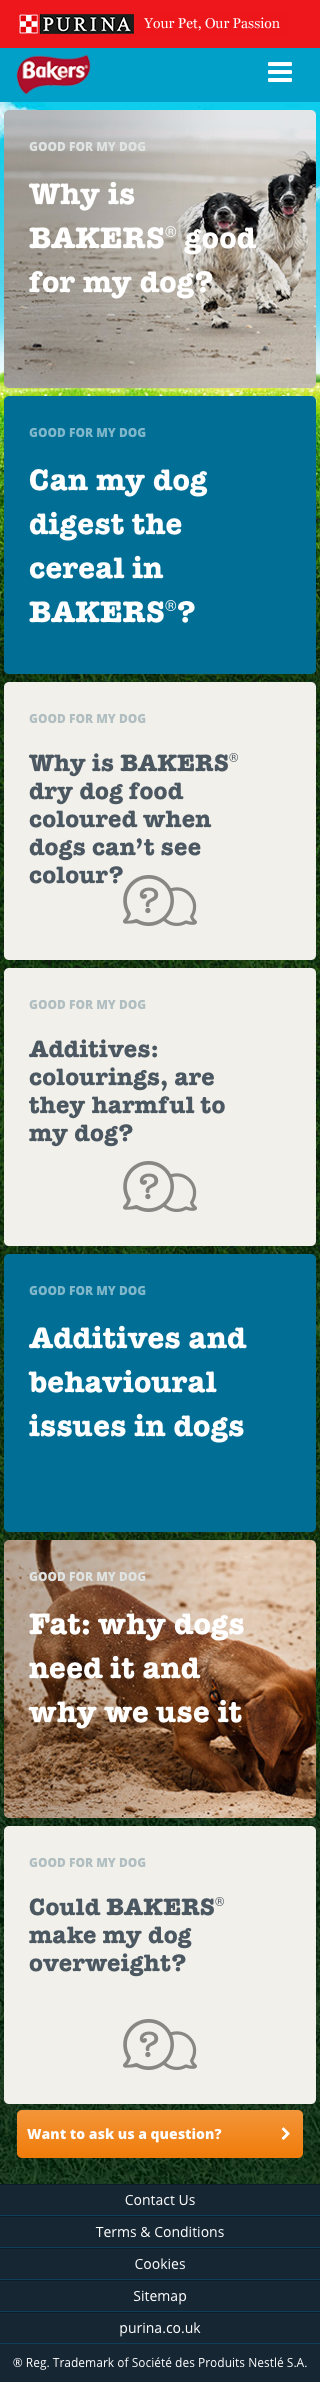 PURINA Your Pet, Our Passion
Bakers®
GOOD FOR MY DOG
Why is
BAKERS® good
for my dog?
GOOD FOR MY DOG
Can my dog
digest the
cereal in
BAKERS®?
GOOD FOR MY DOG
Why is BAKERS®
dry dog food
coloured when
dogs can’t see
colour?
?
GOOD FOR MY DOG
Additives:
colourings, are
they harmful to
my dog?
?
GOOD FOR MY DOG
Additives and
behavioural
issues in dogs
GOOD FOR MY DOG
Fat: why dogs
need it and
why we use it
GOOD FOR MY DOG
Could BAKERS®
make my dog
overweight?
?
Want to ask us a question?
Contact Us
Terms & Conditions
Cookies
Sitemap
purina.co.uk
® Reg. Trademark of Société des Produits Nestlé S.A.